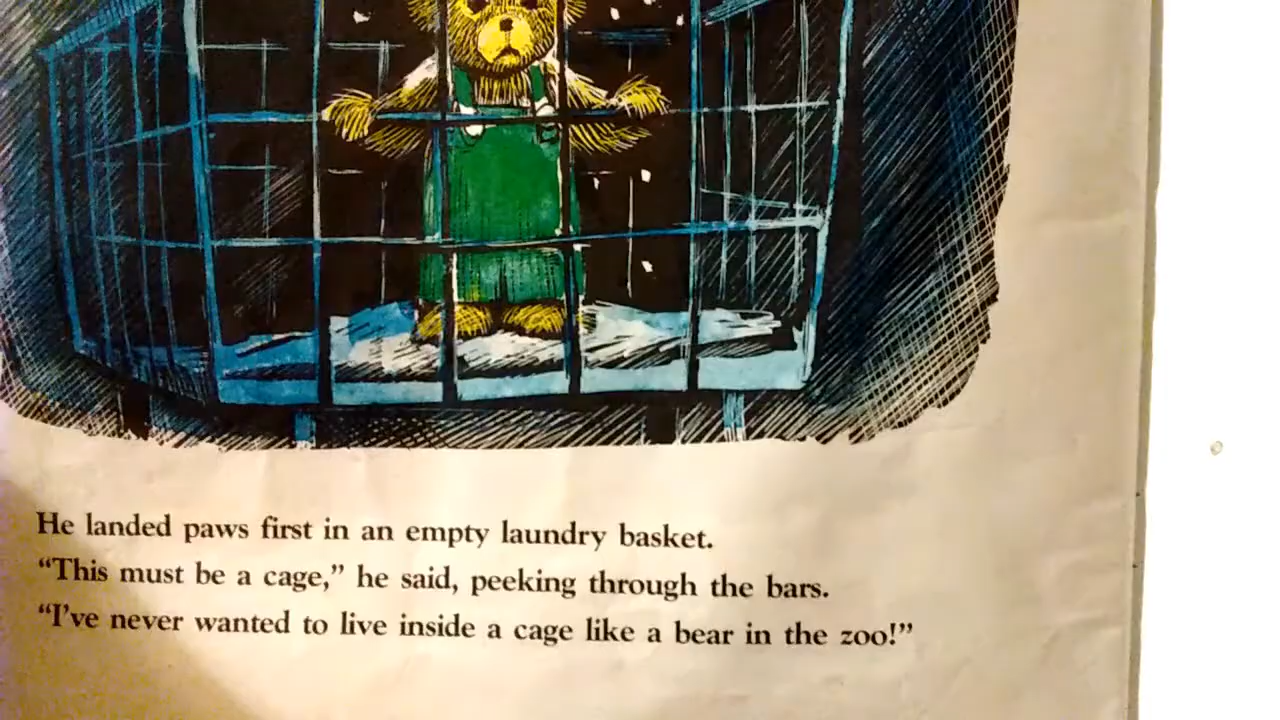 He landed paws first in an empty laundry basket.
“This must be a cage,” he said, peeking through the bars.
“I’ve never wanted to live inside a cage like a bear in the zoo!”